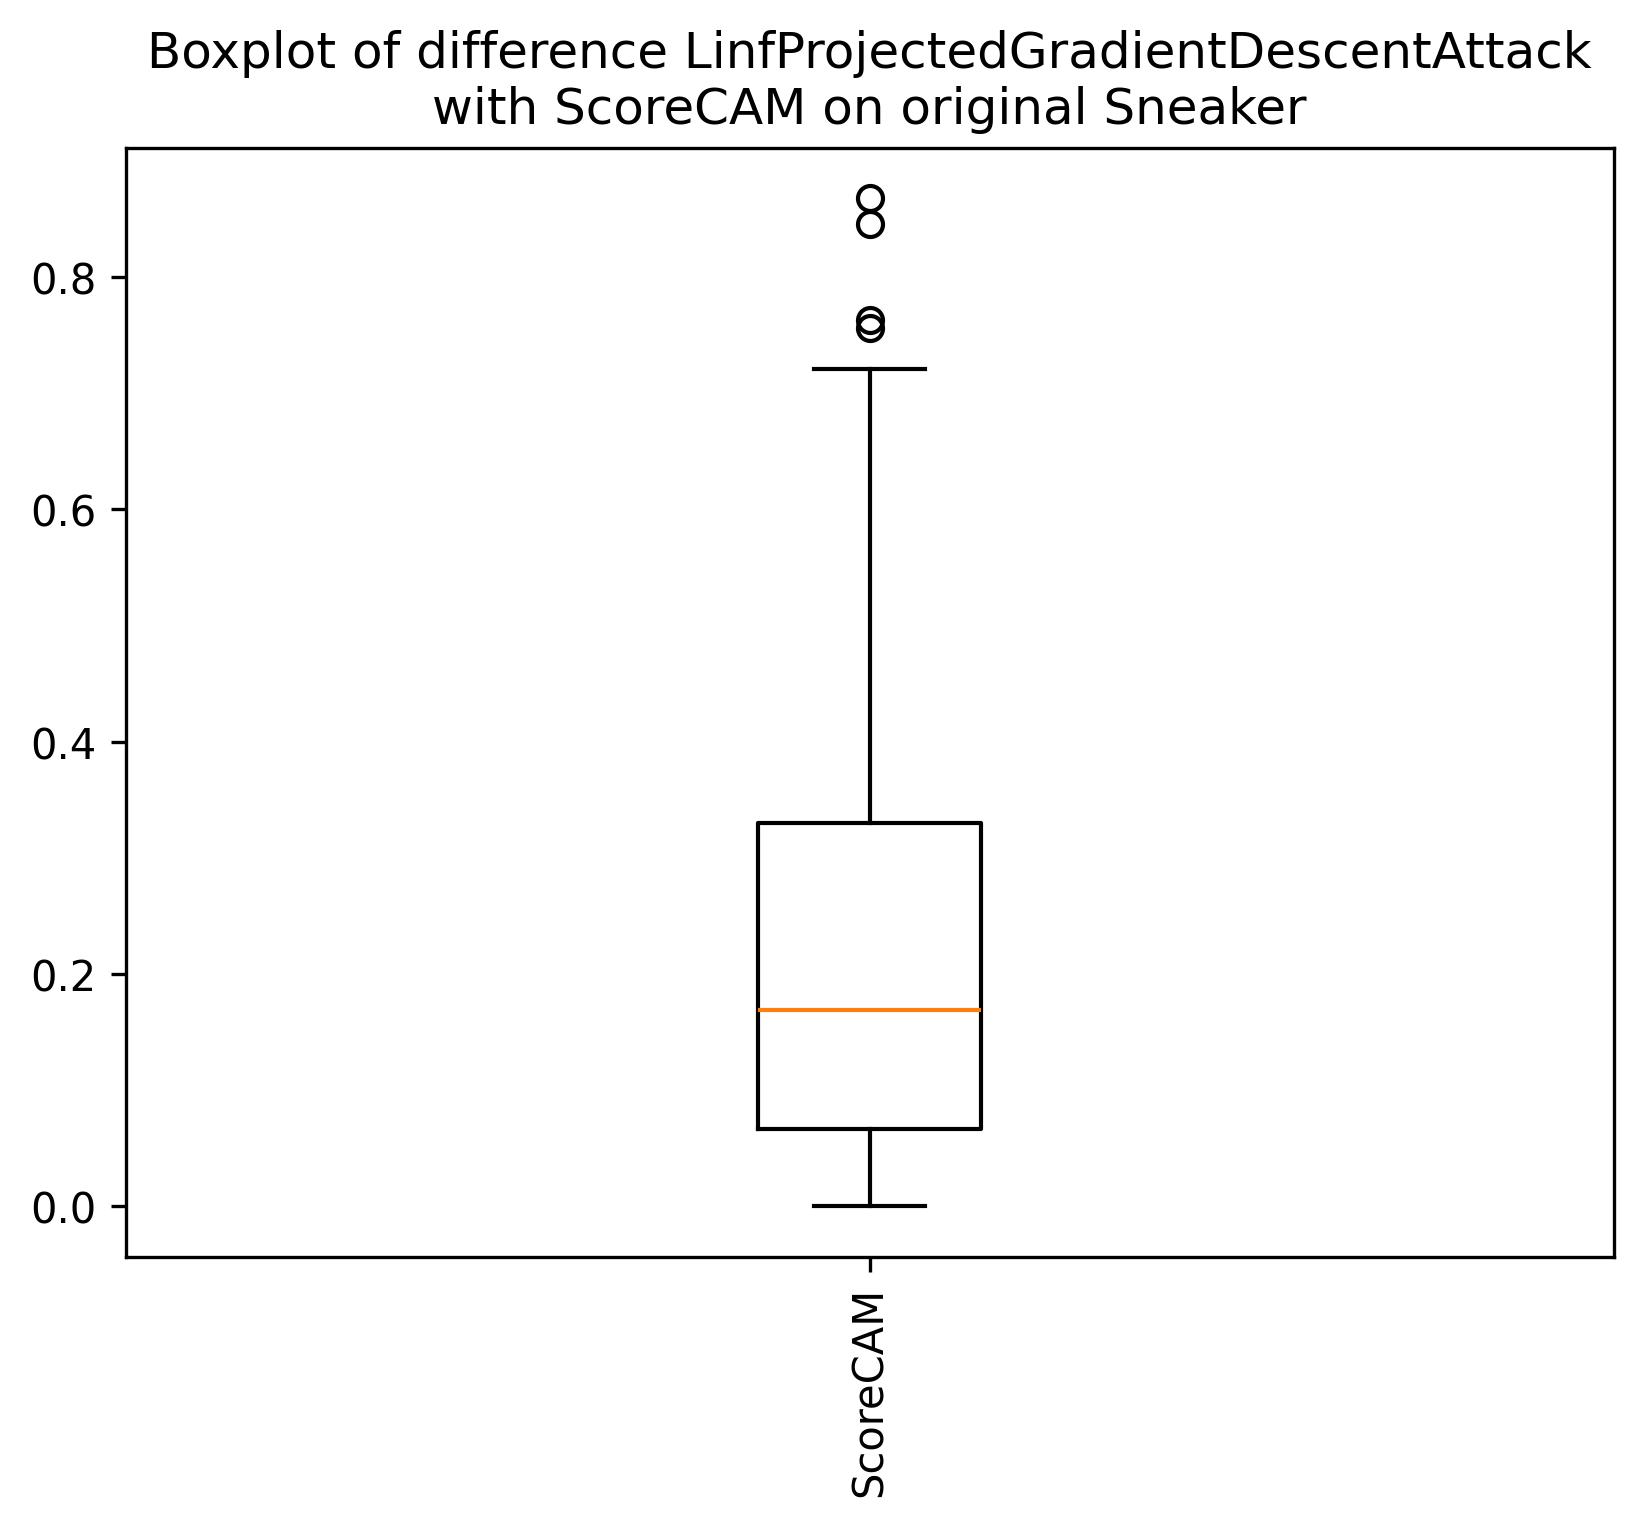 Boxplot of difference LinfProjectedGradientDescentAttack
with ScoreCAM on original Sneaker
0.8
0.6
0.4
0.2
0.0
ScoreCAM